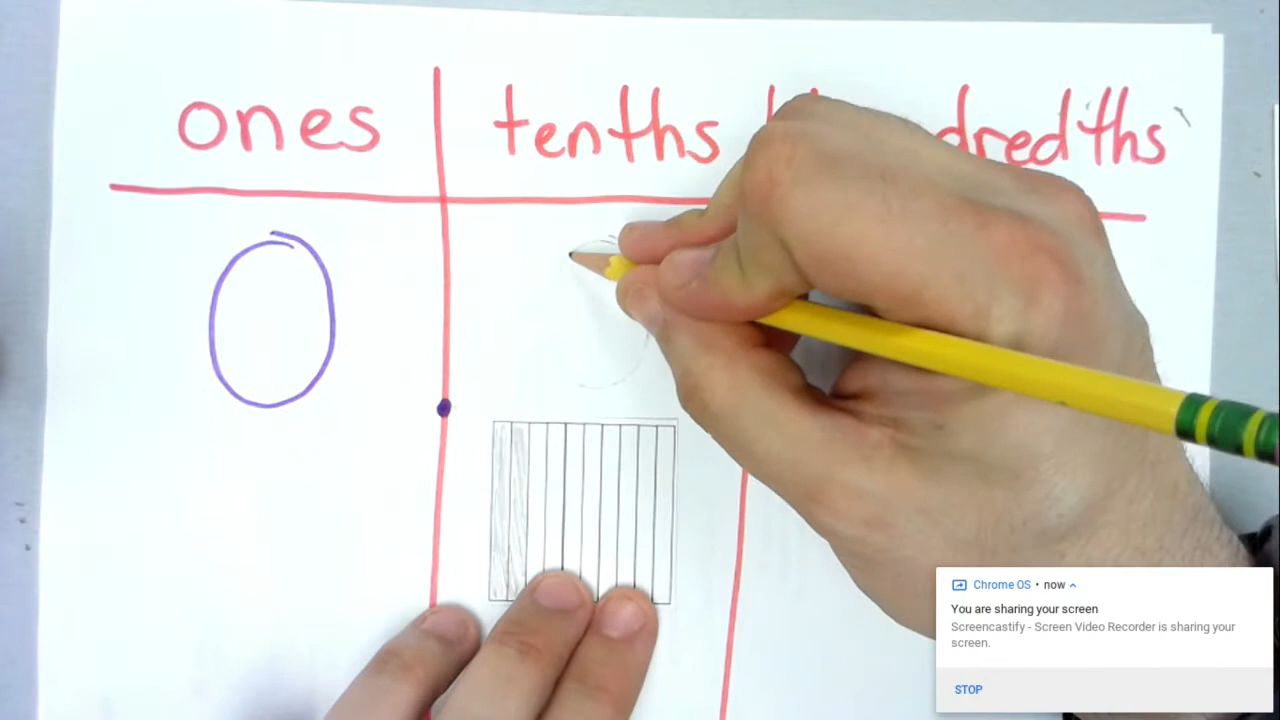 ones tenths
0
Chrome OS • now
You are sharing your screen
Screencastify - Screen Video Recorder is sharing your
screen.
STOP